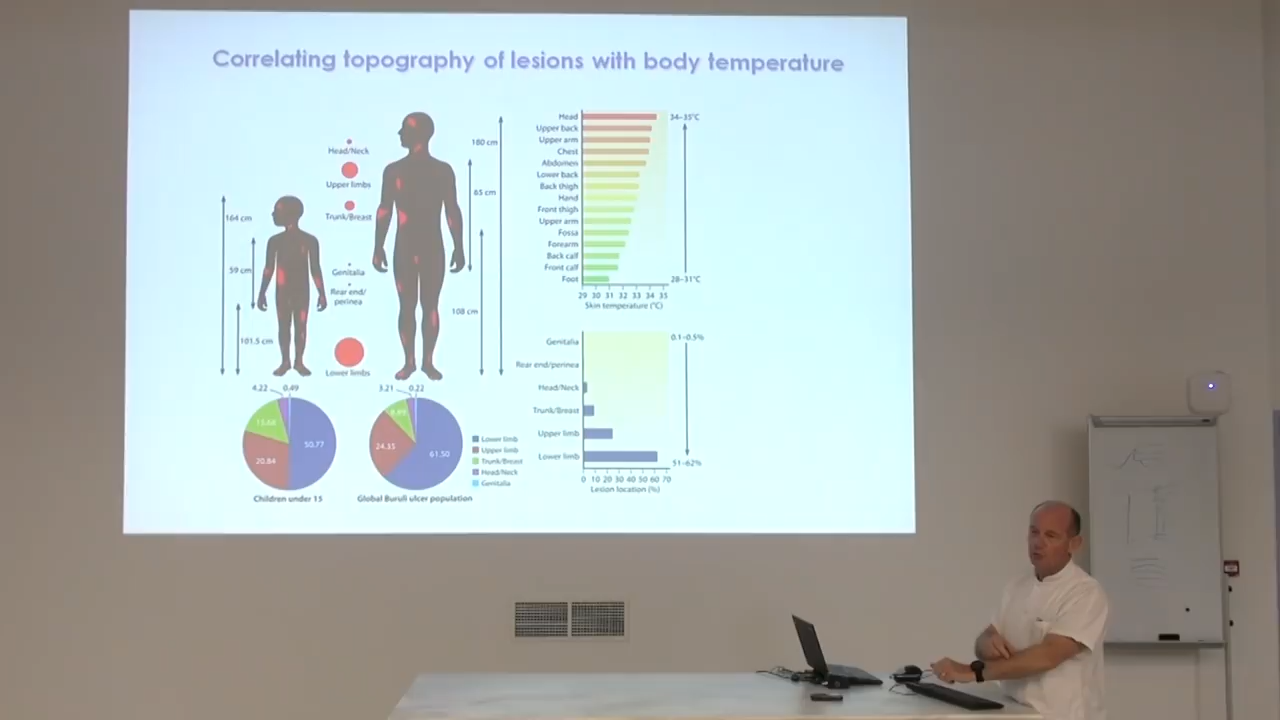 Correlating topography of lesions with body temperature
Head/Neck
Upper limbs
Trunk/Breast
Genitalia
Rear end/
perinea
Lower limbs
164 cm
59 cm
101.5 cm
180 cm
65 cm
108 cm
Head
Upper back
Upper arm
Chest
Abdomen
Lower back
Back thigh
Hand
Front thigh
Upper arm
Fossa
Forearm
Back calf
Front calf
Foot
34–35°C
28–31°C
29 30 31 32 33 34 35
Skin temperature (°C)
Genitalia
Rear end/perinea
Head/Neck
Trunk/Breast
Upper limb
Lower limb
0.1–0.5%
51–62%
0 10 20 30 40 50 60 70
Lesion location (%)
4.22 0.49
13.68
20.84
50.77
Children under 15
3.21 0.22
24.35
61.50
Global Buruli ulcer population
Lower limb
Upper limb
Trunk/Breast
Head/Neck
Genitalia